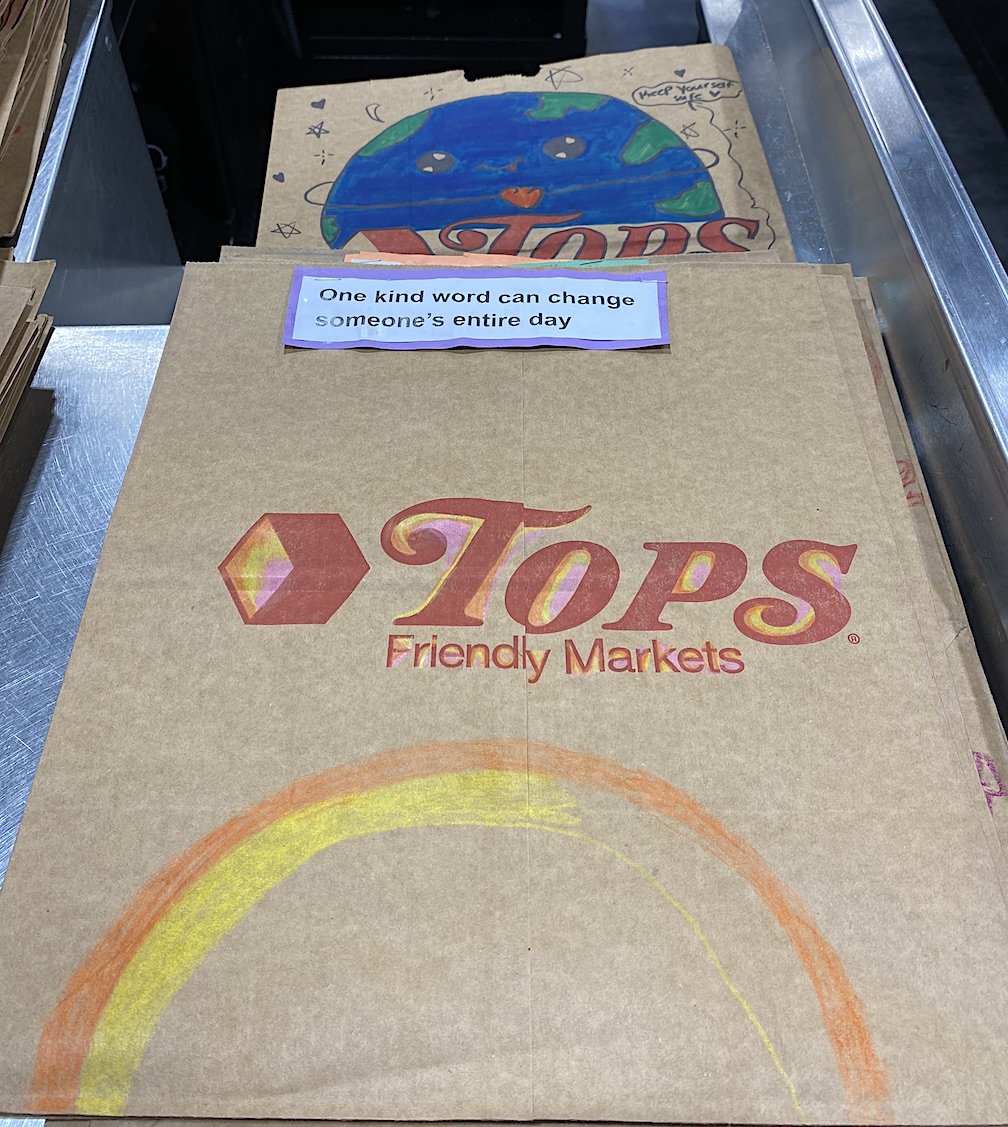 Keep Yourself
safe
TOPS
One kind word can change
someone's entire day
TOPS
®
Friendly Markets